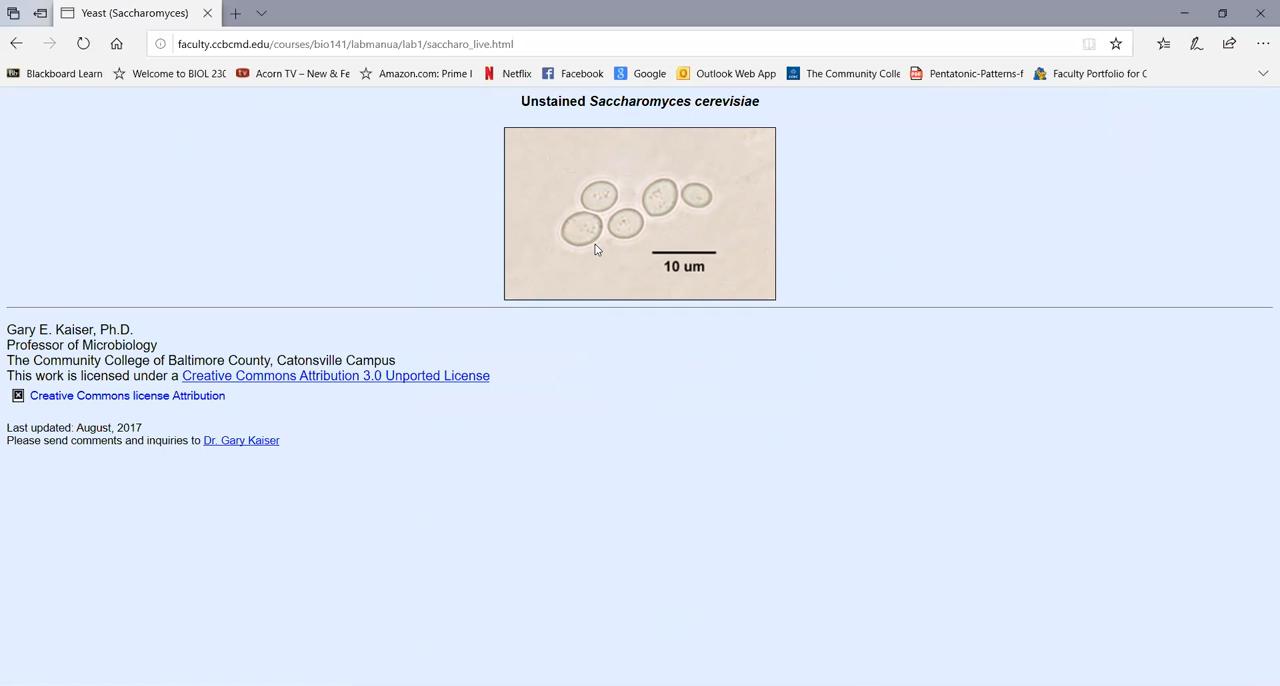 Yeast (Saccharomyces)
faculty.ccbcmd.edu/courses/bio141/labmanua/lab1/saccharo_live.html
Blackboard Learn Welcome to BIOL 230 Acorn TV – New & Fe Amazon.com: Prime I Netflix Facebook Google Outlook Web App The Community Colle Pentatonic-Patterns-f Faculty Portfolio for C
Unstained Saccharomyces cerevisiae
10 um
Gary E. Kaiser, Ph.D.
Professor of Microbiology
The Community College of Baltimore County, Catonsville Campus
This work is licensed under a Creative Commons Attribution 3.0 Unported License
Creative Commons license Attribution
Last updated: August, 2017
Please send comments and inquiries to Dr. Gary Kaiser